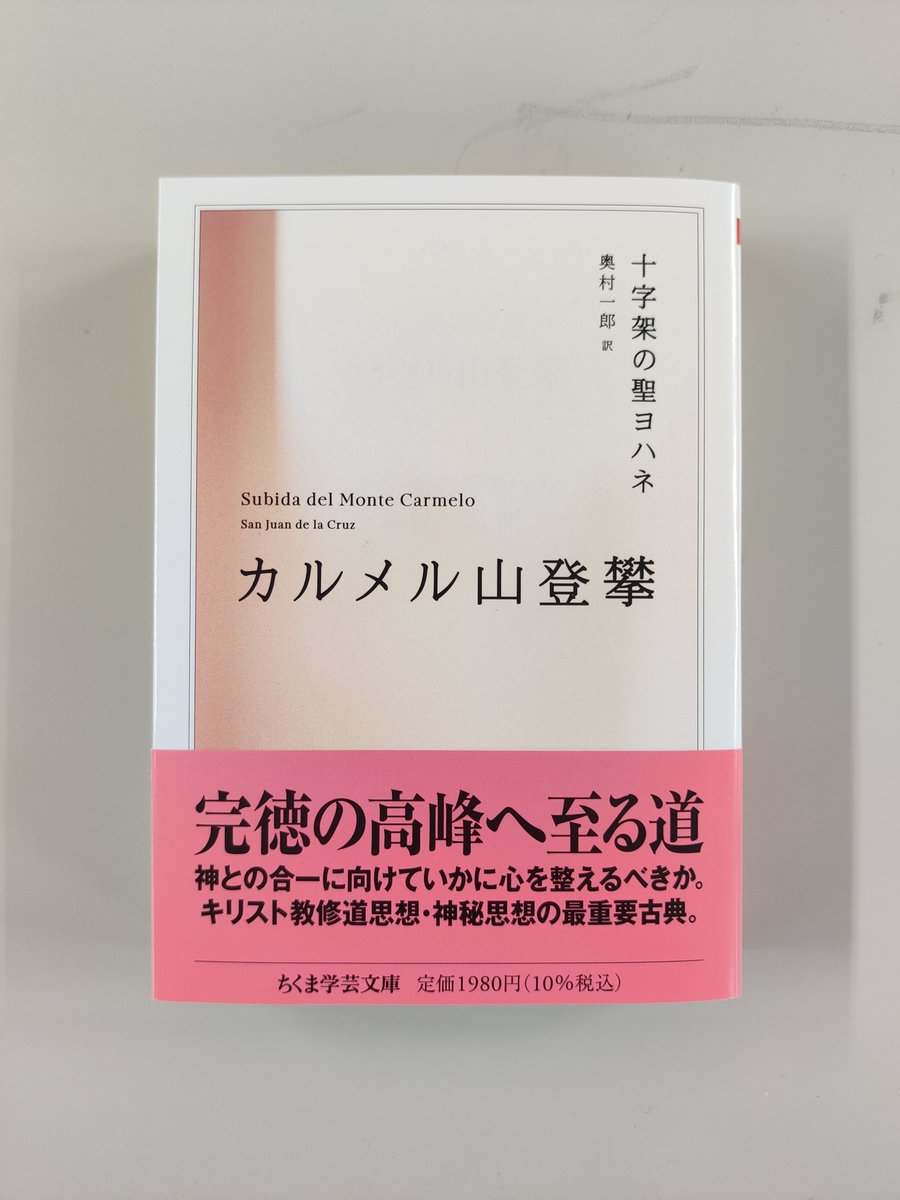 十字架の聖ヨハネ
奥村一郎 訳
Subida del Monte Carmelo
San Juan de la Cruz
カルメル山登攀
完徳の高峰へ至る道
神との合一に向けていかに心を整えるべきか。
キリスト教修道思想・神秘思想の最重要古典。
ちくま学芸文庫 定価1980円(10%税込)